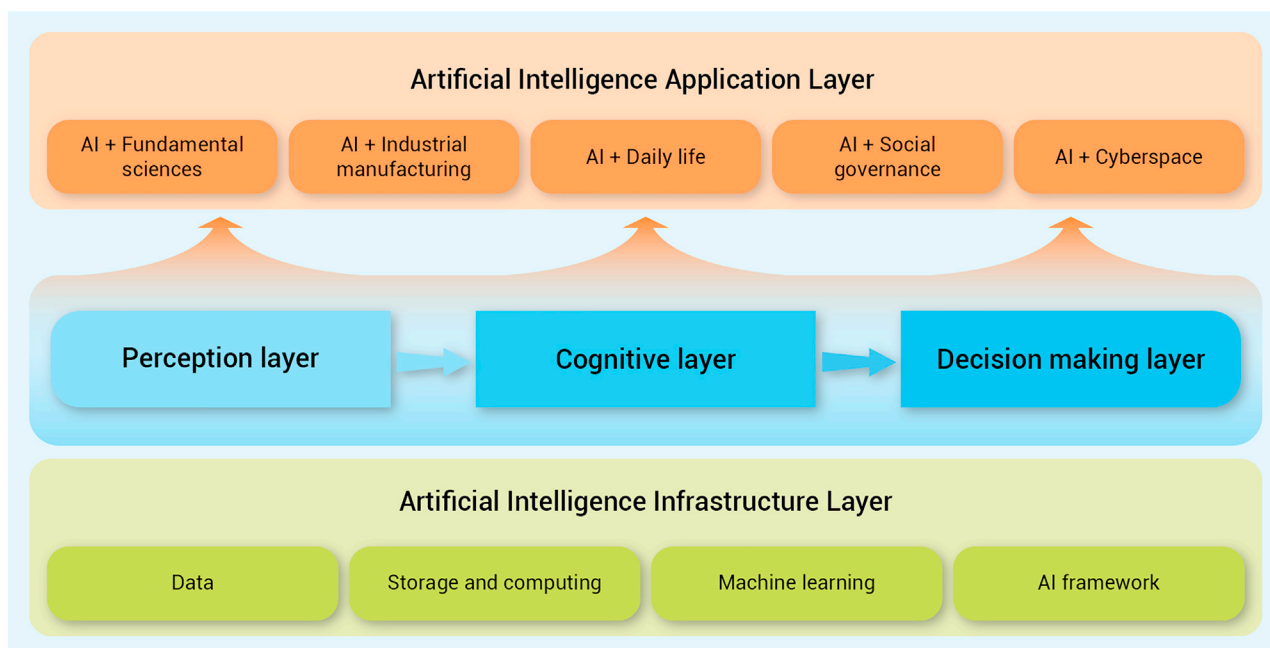 Artificial Intelligence Application Layer
AI + Fundamental
sciences
AI + Industrial
manufacturing
AI + Daily life
AI + Social
governance
AI + Cyberspace
Perception layer
Cognitive layer
Decision making layer
Artificial Intelligence Infrastructure Layer
Data
Storage and computing
Machine learning
AI framework